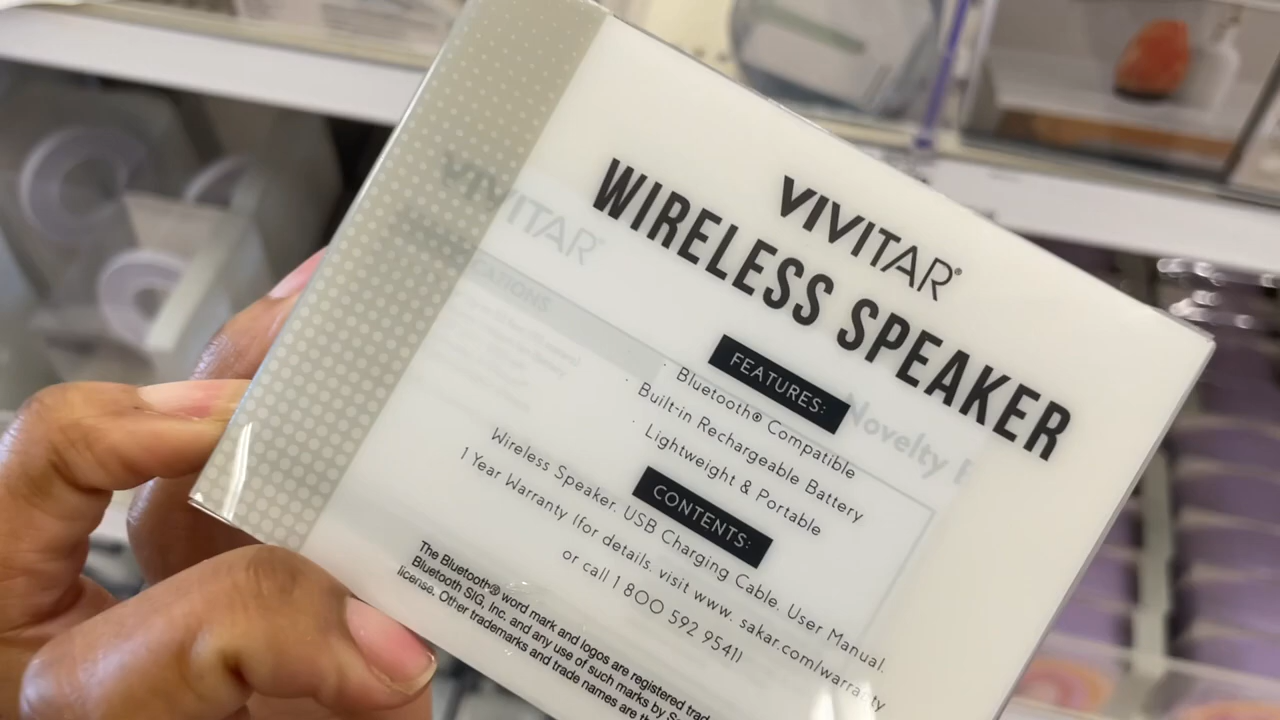 VIVITAR®
WIRELESS SPEAKER
FEATURES:
· Bluetooth® Compatible
· Built-in Rechargeable Battery
· Lightweight & Portable
CONTENTS:
Wireless Speaker, USB Charging Cable, User Manual,
1 Year Warranty (for details, visit www. sakar.com/warranty
or call 1 800 592 9541)
The Bluetooth® word mark and logos are registered
Bluetooth SIG, Inc. and any use of such marks by
license. Other trademarks and trade names are
VIVITAR®
Novelty